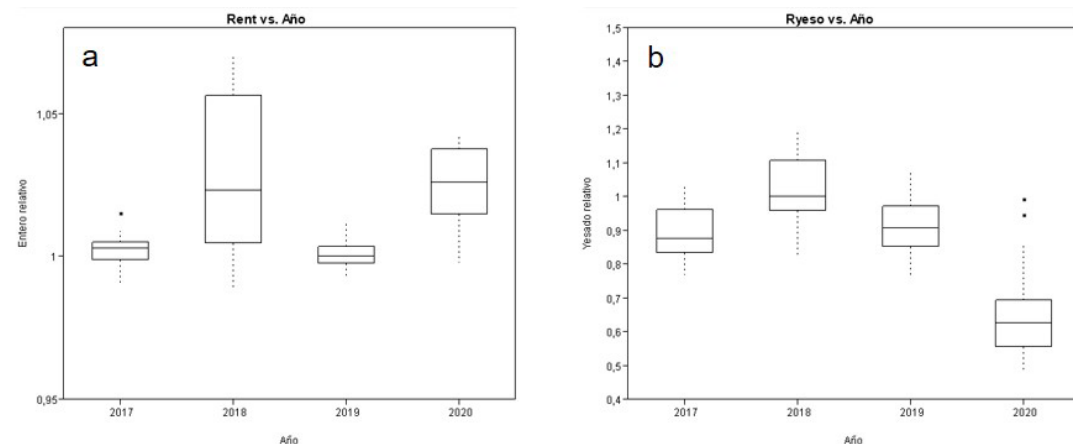 Rent vs. Año
a
1,05
1
0,95
Entero relativo
2017 2018 2019 2020
Año
Ryeso vs. Año
b
1,5
1,4
1,3
1,2
1,1
1
0,9
0,8
0,7
0,6
0,5
0,4
Yesado relativo
2017 2018 2019 2020
Año